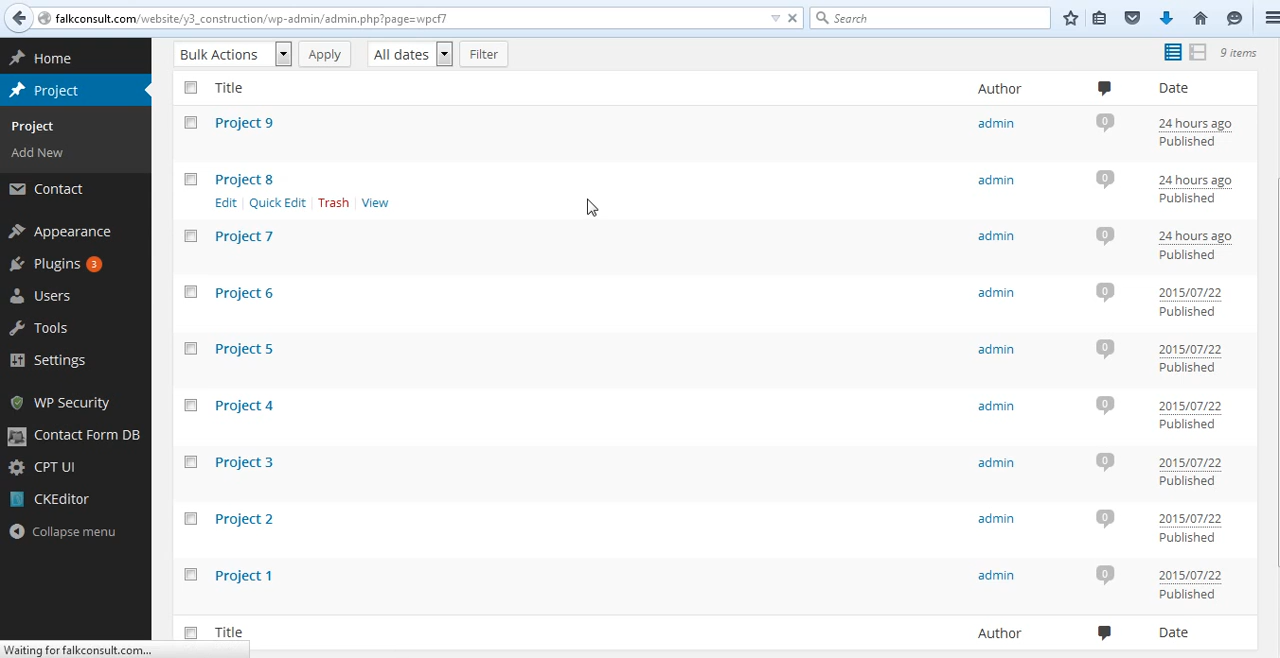 falkconsult.com/website/y3_construction/wp-admin/admin.php?page=wpcf7
Search
Home
Project
Project
Add New
Contact
Appearance
Plugins 3
Users
Tools
Settings
WP Security
Contact Form DB
CPT UI
CKEditor
Collapse menu
Bulk Actions Apply All dates Filter 9 items
Title Author Date
Project 9 admin 0 24 hours ago
Published
Project 8 admin 0 24 hours ago
Edit | Quick Edit | Trash | View Published
Project 7 admin 0 24 hours ago
Published
Project 6 admin 0 2015/07/22
Published
Project 5 admin 0 2015/07/22
Published
Project 4 admin 0 2015/07/22
Published
Project 3 admin 0 2015/07/22
Published
Project 2 admin 0 2015/07/22
Published
Project 1 admin 0 2015/07/22
Published
Title Author Date
Waiting for falkconsult.com...